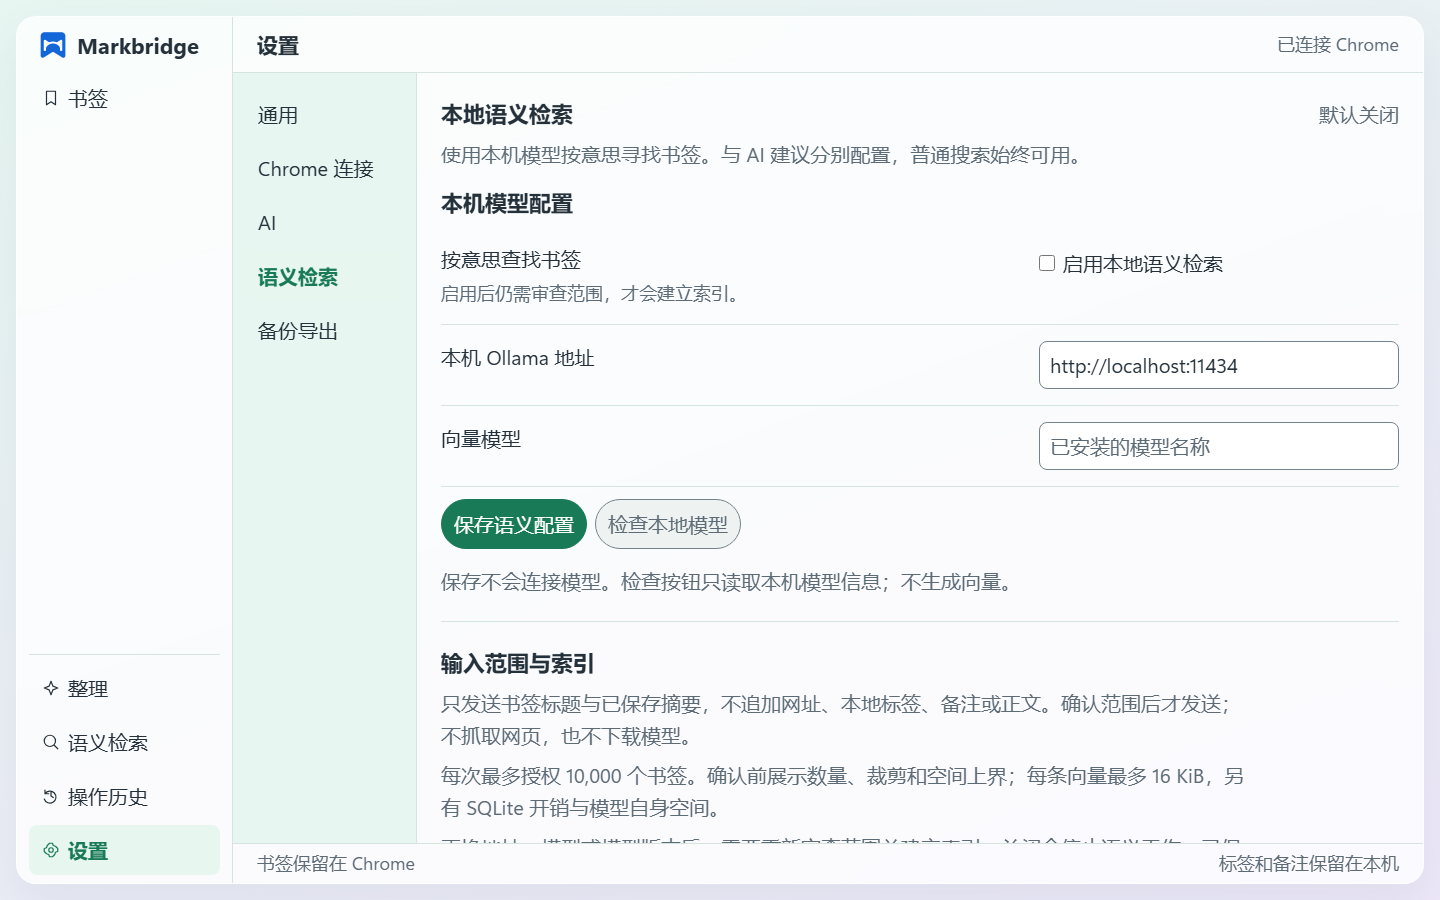 Markbridge
书签
整理
语义检索
操作历史
设置
设置
已连接 Chrome
通用
Chrome 连接
AI
语义检索
备份导出
本地语义检索
默认关闭
使用本机模型按意思寻找书签。与 AI 建议分别配置，普通搜索始终可用。
本机模型配置
按意思查找书签
启用后仍需审查范围，才会建立索引。
启用本地语义检索
本机 Ollama 地址
http://localhost:11434
向量模型
已安装的模型名称
保存语义配置
检查本地模型
保存不会连接模型。检查按钮只读取本机模型信息；不生成向量。
输入范围与索引
只发送书签标题与已保存摘要，不追加网址、本地标签、备注或正文。确认范围后才发送；
不抓取网页，也不下载模型。
每次最多授权 10,000 个书签。确认前展示数量、裁剪和空间上界；每条向量最多 16 KiB，另
有 SQLite 开销与模型自身空间。
书签保留在 Chrome
标签和备注保留在本机